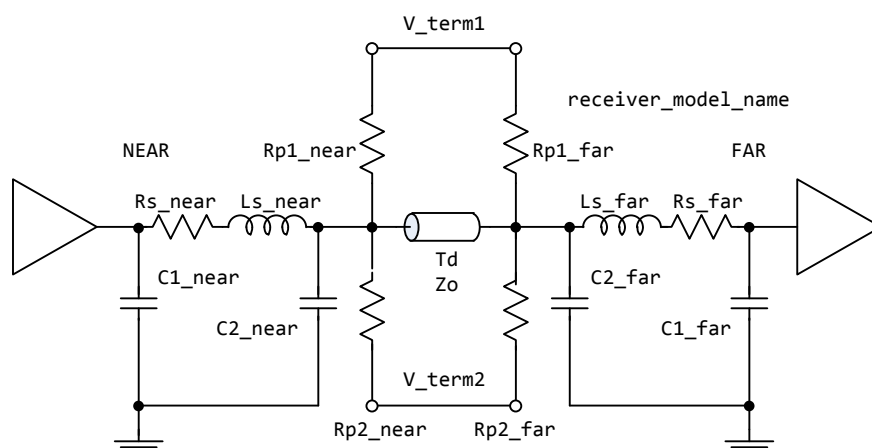 V_term1
receiver_model_name
NEAR
Rp1_near
Rp1_far
FAR
Rs_near
Ls_near
Ls_far
Rs_far
Td
Zo
C1_near
C2_far
C2_near
C1_far
V_term2
Rp2_near
Rp2_far